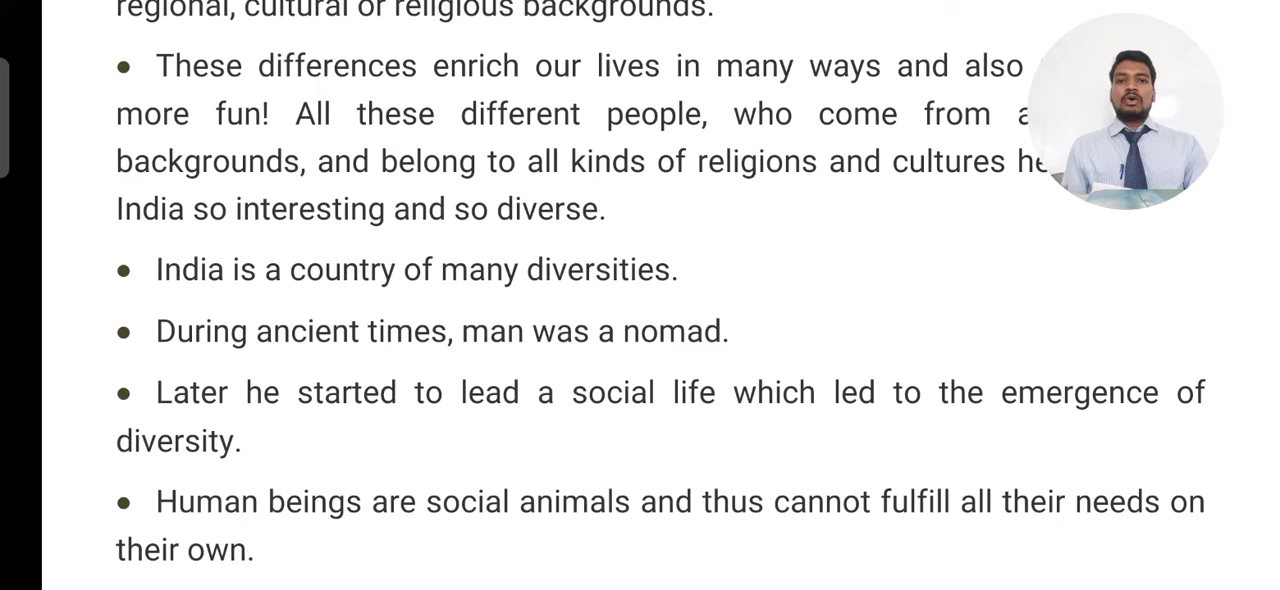 regional, cultural or religious backgrounds.
• These differences enrich our lives in many ways and also
more fun! All these different people, who come from
backgrounds, and belong to all kinds of religions and cultures
India so interesting and so diverse.
• India is a country of many diversities.
• During ancient times, man was a nomad.
• Later he started to lead a social life which led to the emergence of
diversity.
• Human beings are social animals and thus cannot fulfill all their needs on
their own.